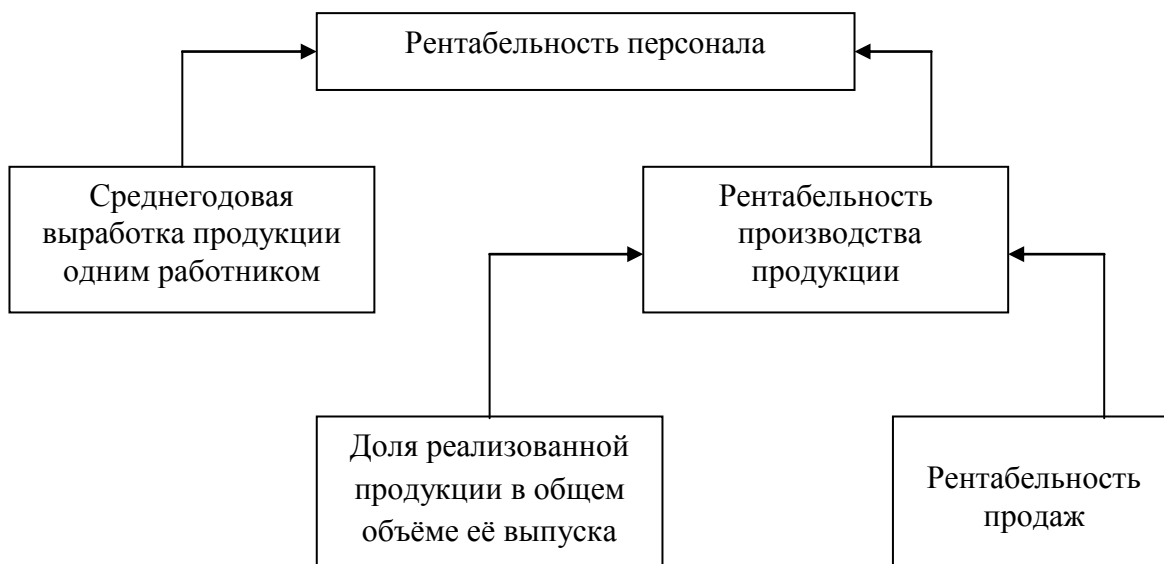 Рентабельность персонала
Среднегодовая
выработка продукции
одним работником
Рентабельность
производства
продукции
Доля реализованной
продукции в общем
объёме её выпуска
Рентабельность
продаж